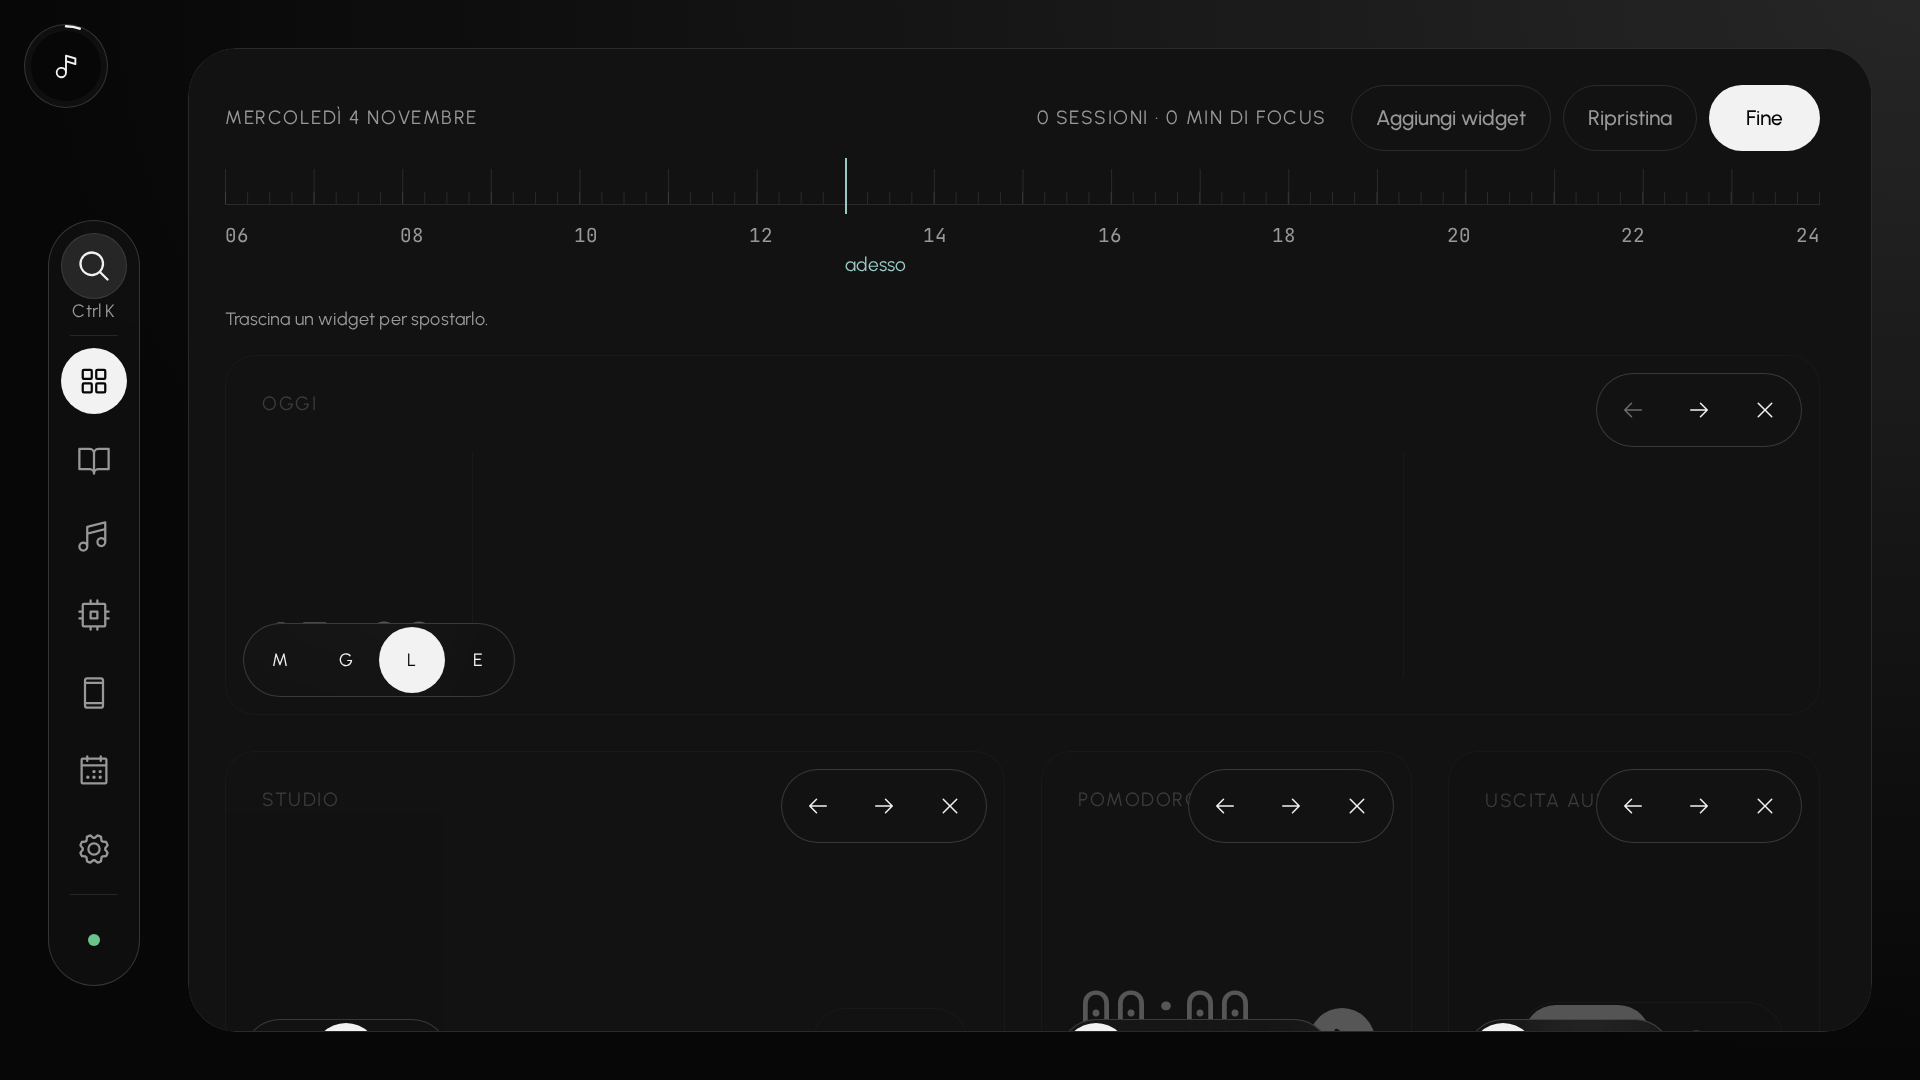 MERCOLEDÌ 4 NOVEMBRE
0 SESSIONI · 0 MIN DI FOCUS
Aggiungi widget
Ripristina
Fine
06 08 10 12 14 16 18 20 22 24
adesso
Ctrl K
Trascina un widget per spostarlo.
OGGI
M G L E
STUDIO
POMODORO
USCITA AU